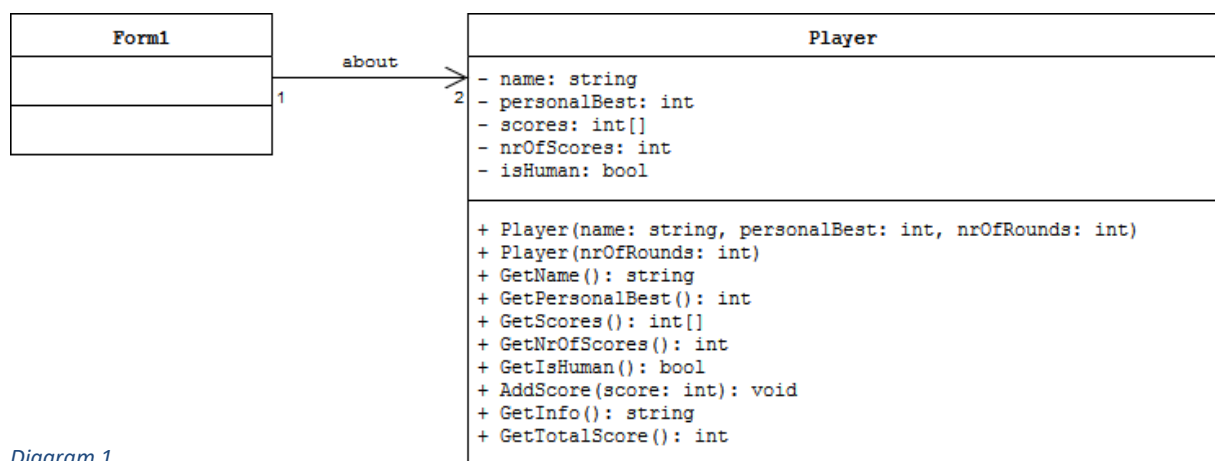 Form1
about
1
2
Player
- name: string
- personalBest: int
- scores: int[]
- nrOfScores: int
- isHuman: bool
+ Player(name: string, personalBest: int, nrOfRounds: int)
+ Player(nrOfRounds: int)
+ GetName(): string
+ GetPersonalBest(): int
+ GetScores(): int[]
+ GetNrOfScores(): int
+ GetIsHuman(): bool
+ AddScore(score: int): void
+ GetInfo(): string
+ GetTotalScore(): int
Diagram 1